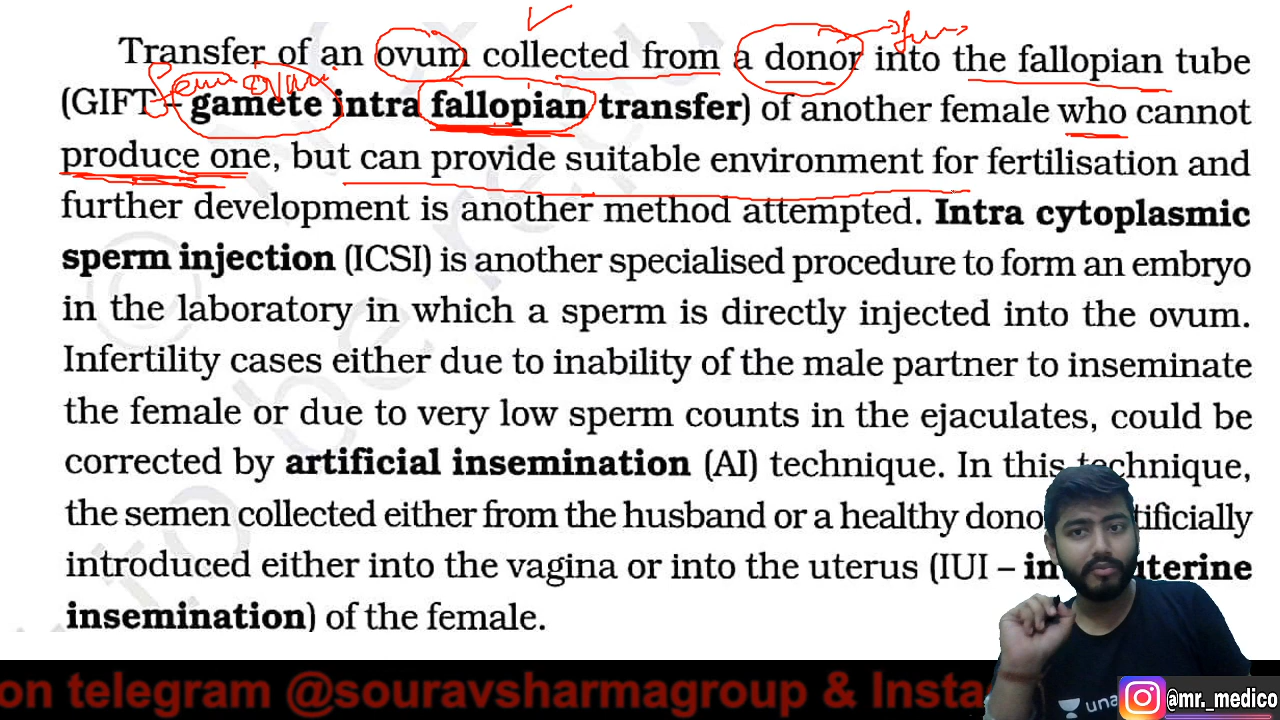 Transfer of an ovum collected from a donor into the fallopian tube
(GIFT – gamete intra fallopian transfer) of another female who cannot
produce one, but can provide suitable environment for fertilisation and
further development is another method attempted. Intra cytoplasmic
sperm injection (ICSI) is another specialised procedure to form an embryo
in the laboratory in which a sperm is directly injected into the ovum.
Infertility cases either due to inability of the male partner to inseminate
the female or due to very low sperm counts in the ejaculates, could be
corrected by artificial insemination (AI) technique. In this technique,
the semen collected either from the husband or a healthy dono tificially
introduced either into the vagina or into the uterus (IUI – in uterine
insemination) of the female.
on telegram @souravsharmagroup & Insta
una
@mr._medico